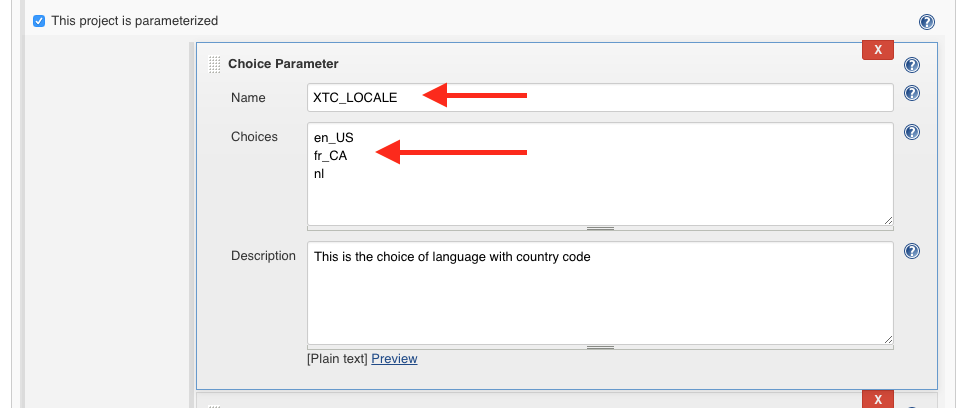 This project is parameterized
?
X
Choice Parameter
?
Name
XTC_LOCALE
?
Choices
en_US
fr_CA
nl
?
Description
This is the choice of language with country code
?
[Plain text] Preview
X